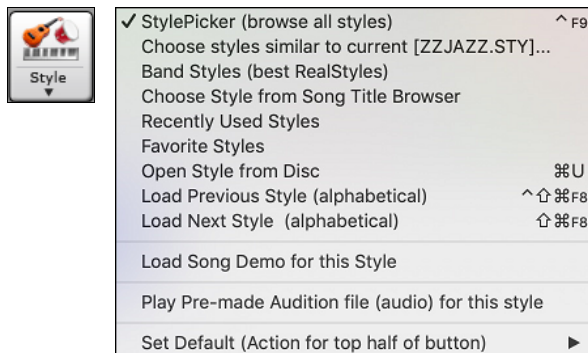 Style
✓ StylePicker (browse all styles) ^ F9
Choose styles similar to current [ZZJAZZ.STY]...
Band Styles (best RealStyles)
Choose Style from Song Title Browser
Recently Used Styles
Favorite Styles
Open Style from Disc ⌘U
Load Previous Style (alphabetical) ^⇧⌘F8
Load Next Style (alphabetical) ⇧⌘F8
Load Song Demo for this Style
Play Pre-made Audition file (audio) for this style
Set Default (Action for top half of button) ▶